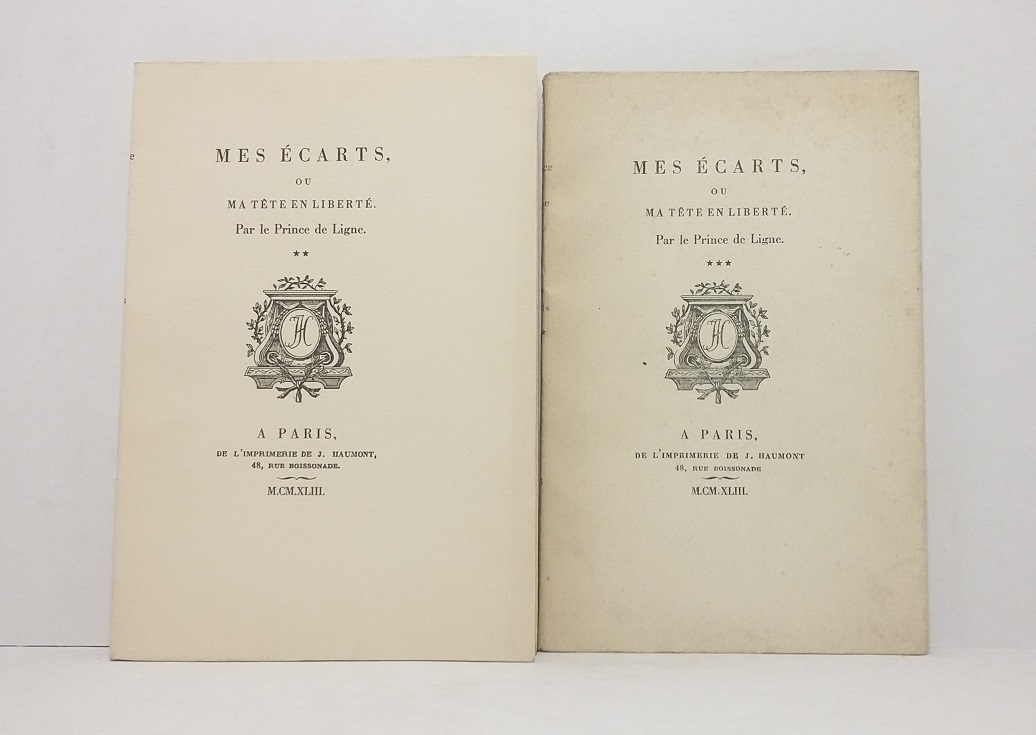 MES ÉCARTS,
OU
MA TÊTE EN LIBERTÉ.
Par le Prince de Ligne.
★★
JH
A PARIS,
DE L'IMPRIMERIE DE J. HAUMONT,
48, RUE BOISSONADE.
M.CM.XLIII.
MES ÉCARTS,
OU
MA TÊTE EN LIBERTÉ.
Par le Prince de Ligne.
★★★
JH
A PARIS,
DE L'IMPRIMERIE DE J. HAUMONT
48, RUE BOISSONADE
M.CM.XLIII.